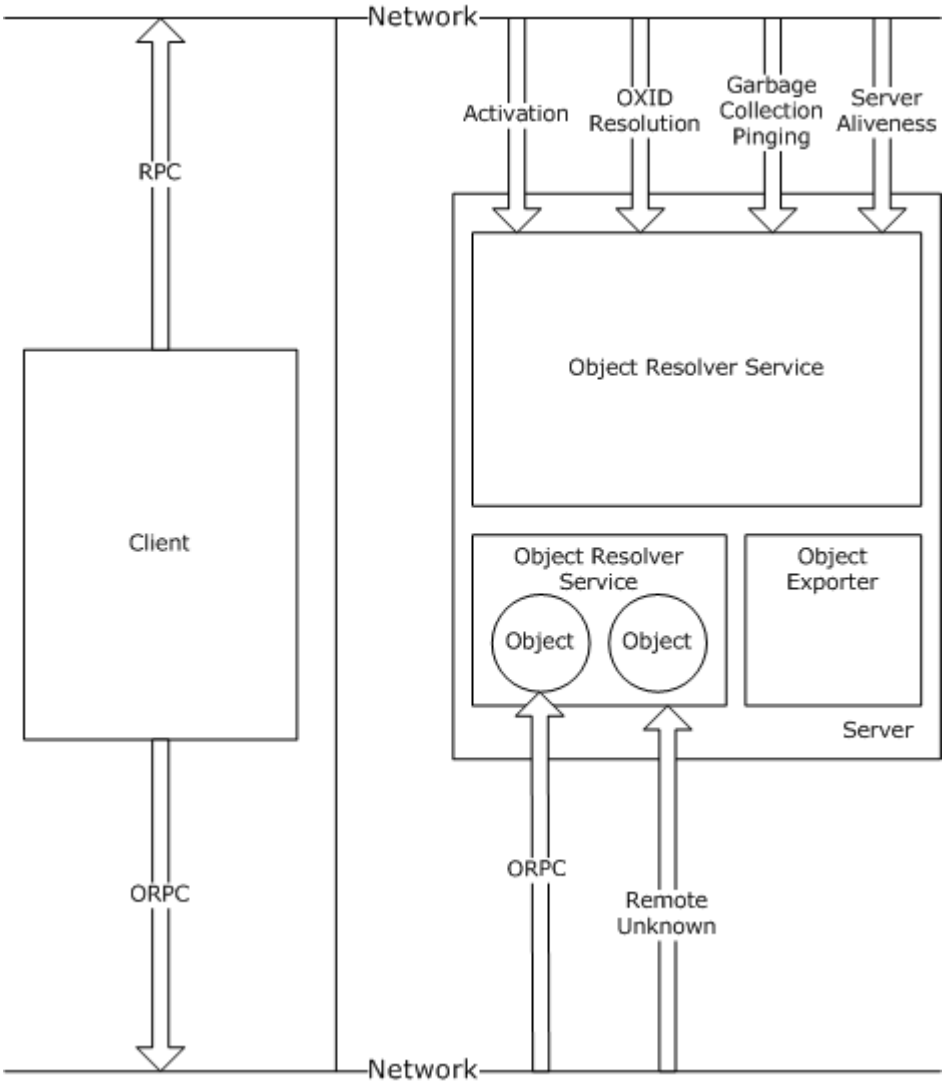 Network
Activation
OXID
Resolution
Garbage
Collection
Pinging
Server
Aliveness
RPC
Object Resolver Service
Client
Object Resolver
Service
Object
Exporter
Object
Object
Server
ORPC
ORPC
Remote
Unknown
Network